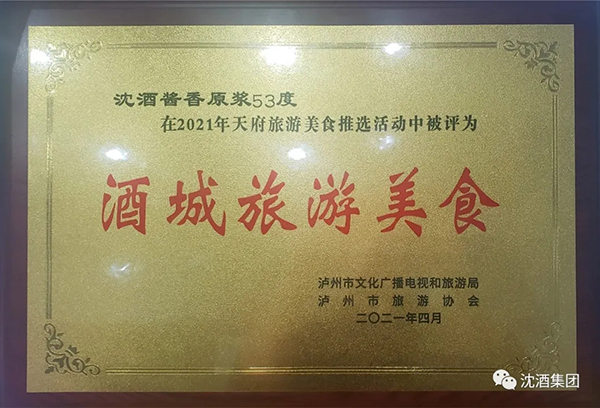 沈酒酱香原浆53度
在2021年天府旅游美食推选活动中被评为
酒城旅游美食
泸州市文化广播电视和旅游局
泸州市旅游协会
二〇二一年四月
沈酒集团